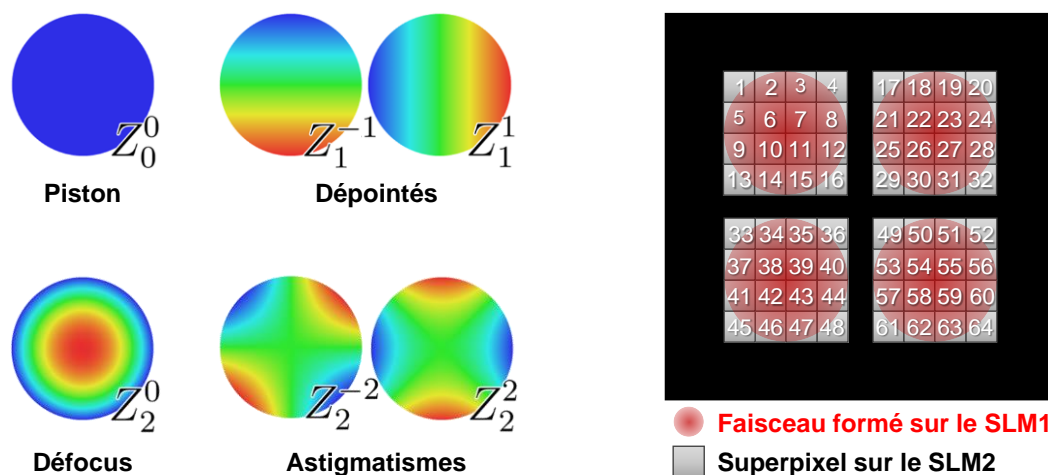 Z_0^0
Z_1^{-1}
Z_1^1
Piston
Dépointés
Z_2^0
Z_2^{-2}
Z_2^2
Défocus
Astigmatismes
1 2 3 4
5 6 7 8
9 10 11 12
13 14 15 16
17 18 19 20
21 22 23 24
25 26 27 28
29 30 31 32
33 34 35 36
37 38 39 40
41 42 43 44
45 46 47 48
49 50 51 52
53 54 55 56
57 58 59 60
61 62 63 64
Faisceau formé sur le SLM1
Superpixel sur le SLM2